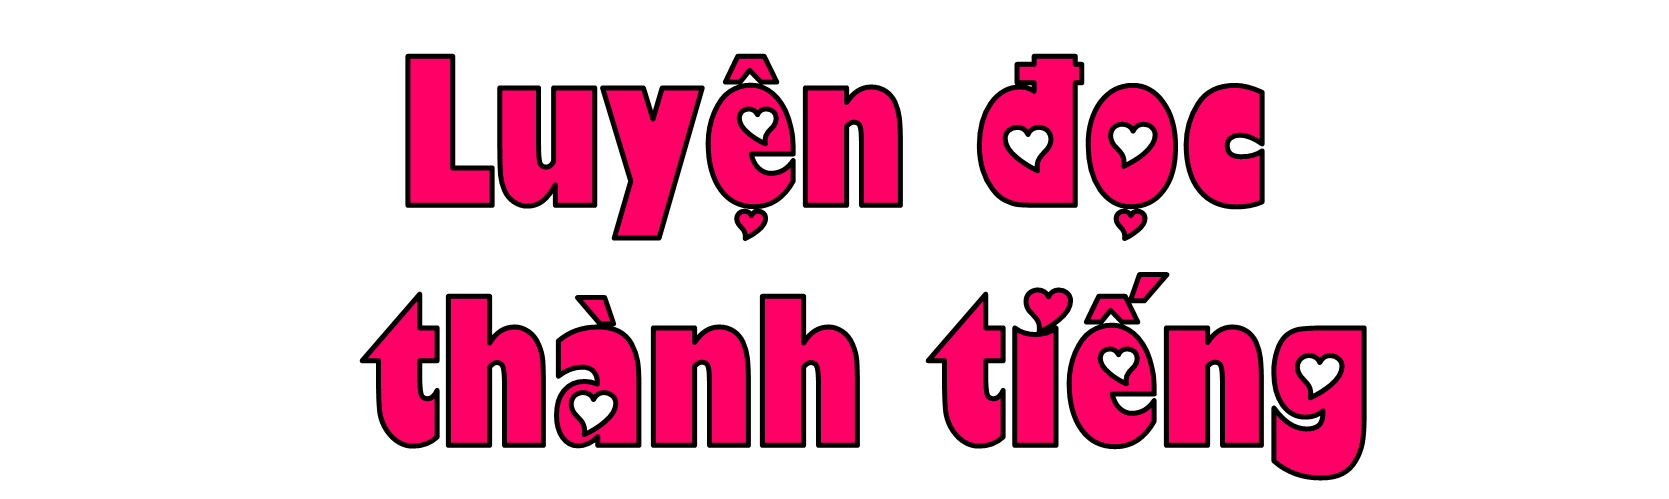 Luyện đọc
thành tiếng